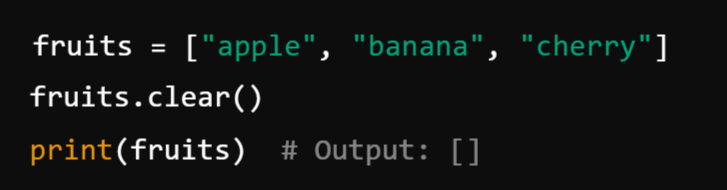 fruits = ["apple", "banana", "cherry"]
fruits.clear()
print(fruits)  # Output: []